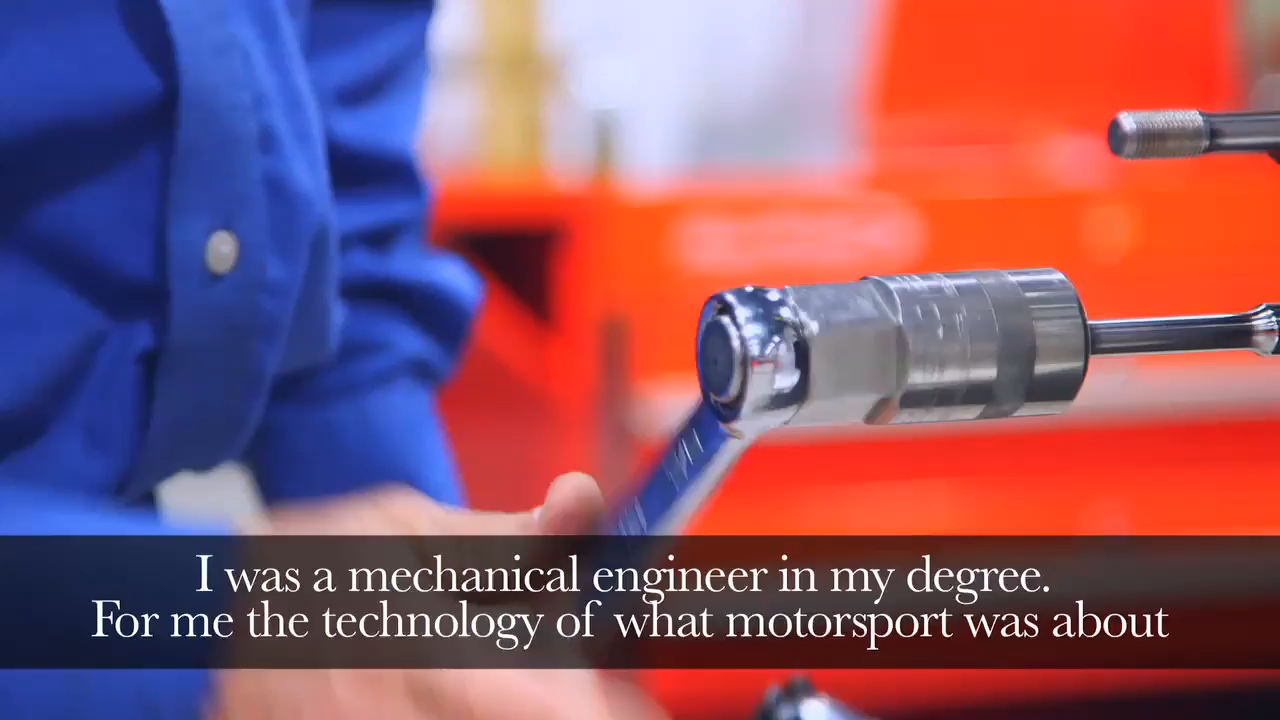 I was a mechanical engineer in my degree.
For me the technology of what motorsport was about